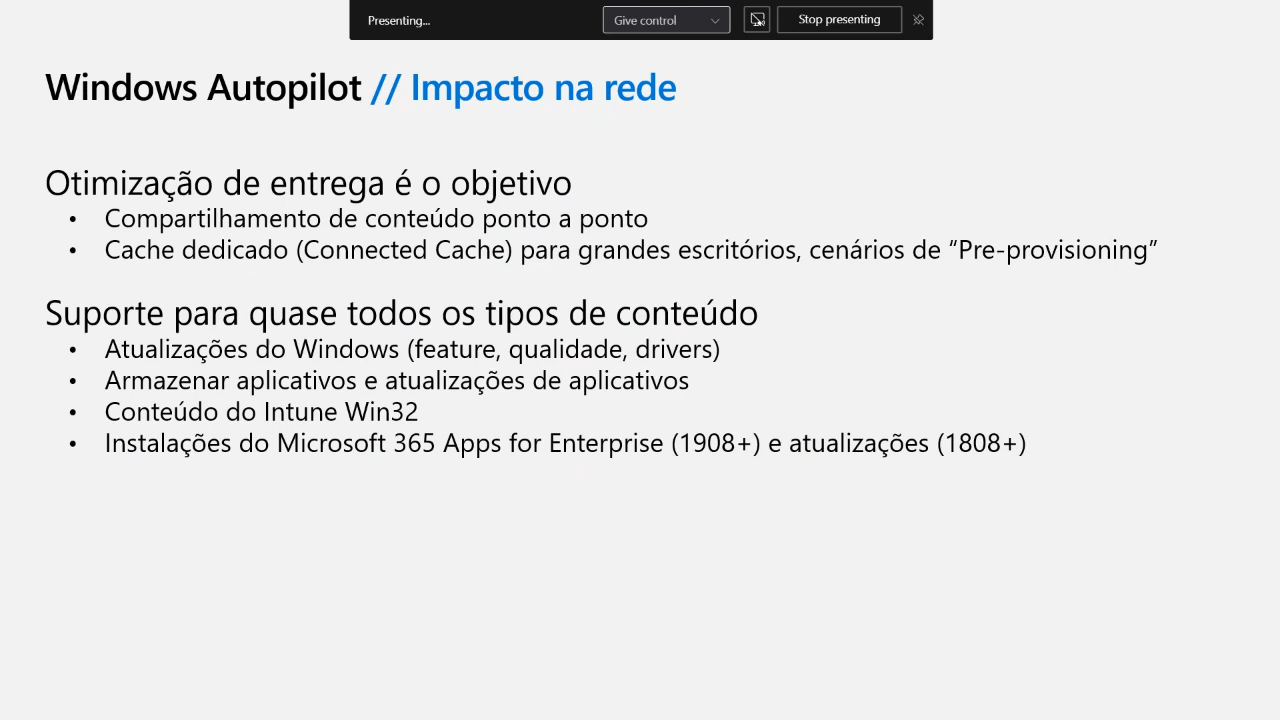 Presenting...
Give control
Stop presenting
Windows Autopilot // Impacto na rede
Otimização de entrega é o objetivo
• Compartilhamento de conteúdo ponto a ponto
• Cache dedicado (Connected Cache) para grandes escritórios, cenários de “Pre-provisioning”
Suporte para quase todos os tipos de conteúdo
• Atualizações do Windows (feature, qualidade, drivers)
• Armazenar aplicativos e atualizações de aplicativos
• Conteúdo do Intune Win32
• Instalações do Microsoft 365 Apps for Enterprise (1908+) e atualizações (1808+)